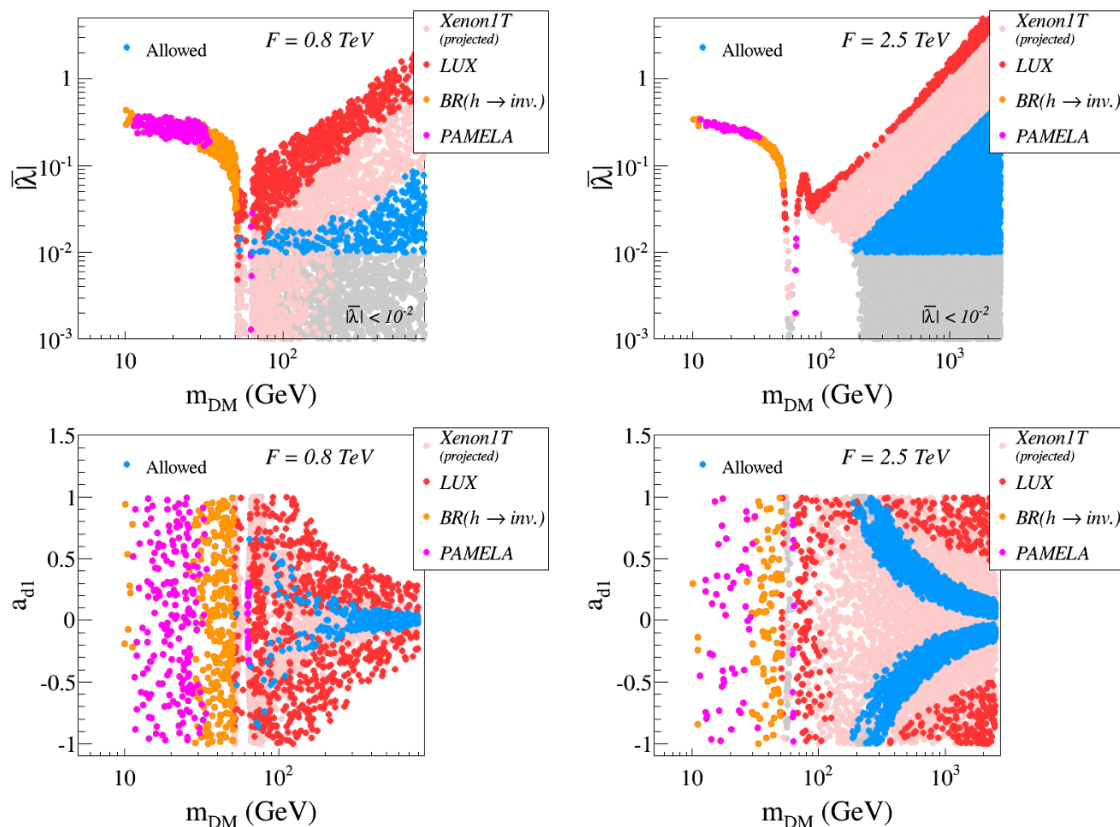 Allowed
F = 0.8 TeV
Xenon1T
(projected)
LUX
BR(h → inv.)
PAMELA
|λ̅|
1
10⁻¹
10⁻²
10⁻³
|λ̅| < 10⁻²
10
10²
m_DM (GeV)
Allowed
F = 2.5 TeV
Xenon1T
(projected)
LUX
BR(h → inv.)
PAMELA
|λ̅|
1
10⁻¹
10⁻²
10⁻³
|λ̅| < 10⁻²
10
10²
10³
m_DM (GeV)
Allowed
F = 0.8 TeV
Xenon1T
(projected)
LUX
BR(h → inv.)
PAMELA
a_d1
1.5
1
0.5
0
-0.5
-1
10
10²
m_DM (GeV)
Allowed
F = 2.5 TeV
Xenon1T
(projected)
LUX
BR(h → inv.)
PAMELA
a_d1
1.5
1
0.5
0
-0.5
-1
10
10²
10³
m_DM (GeV)